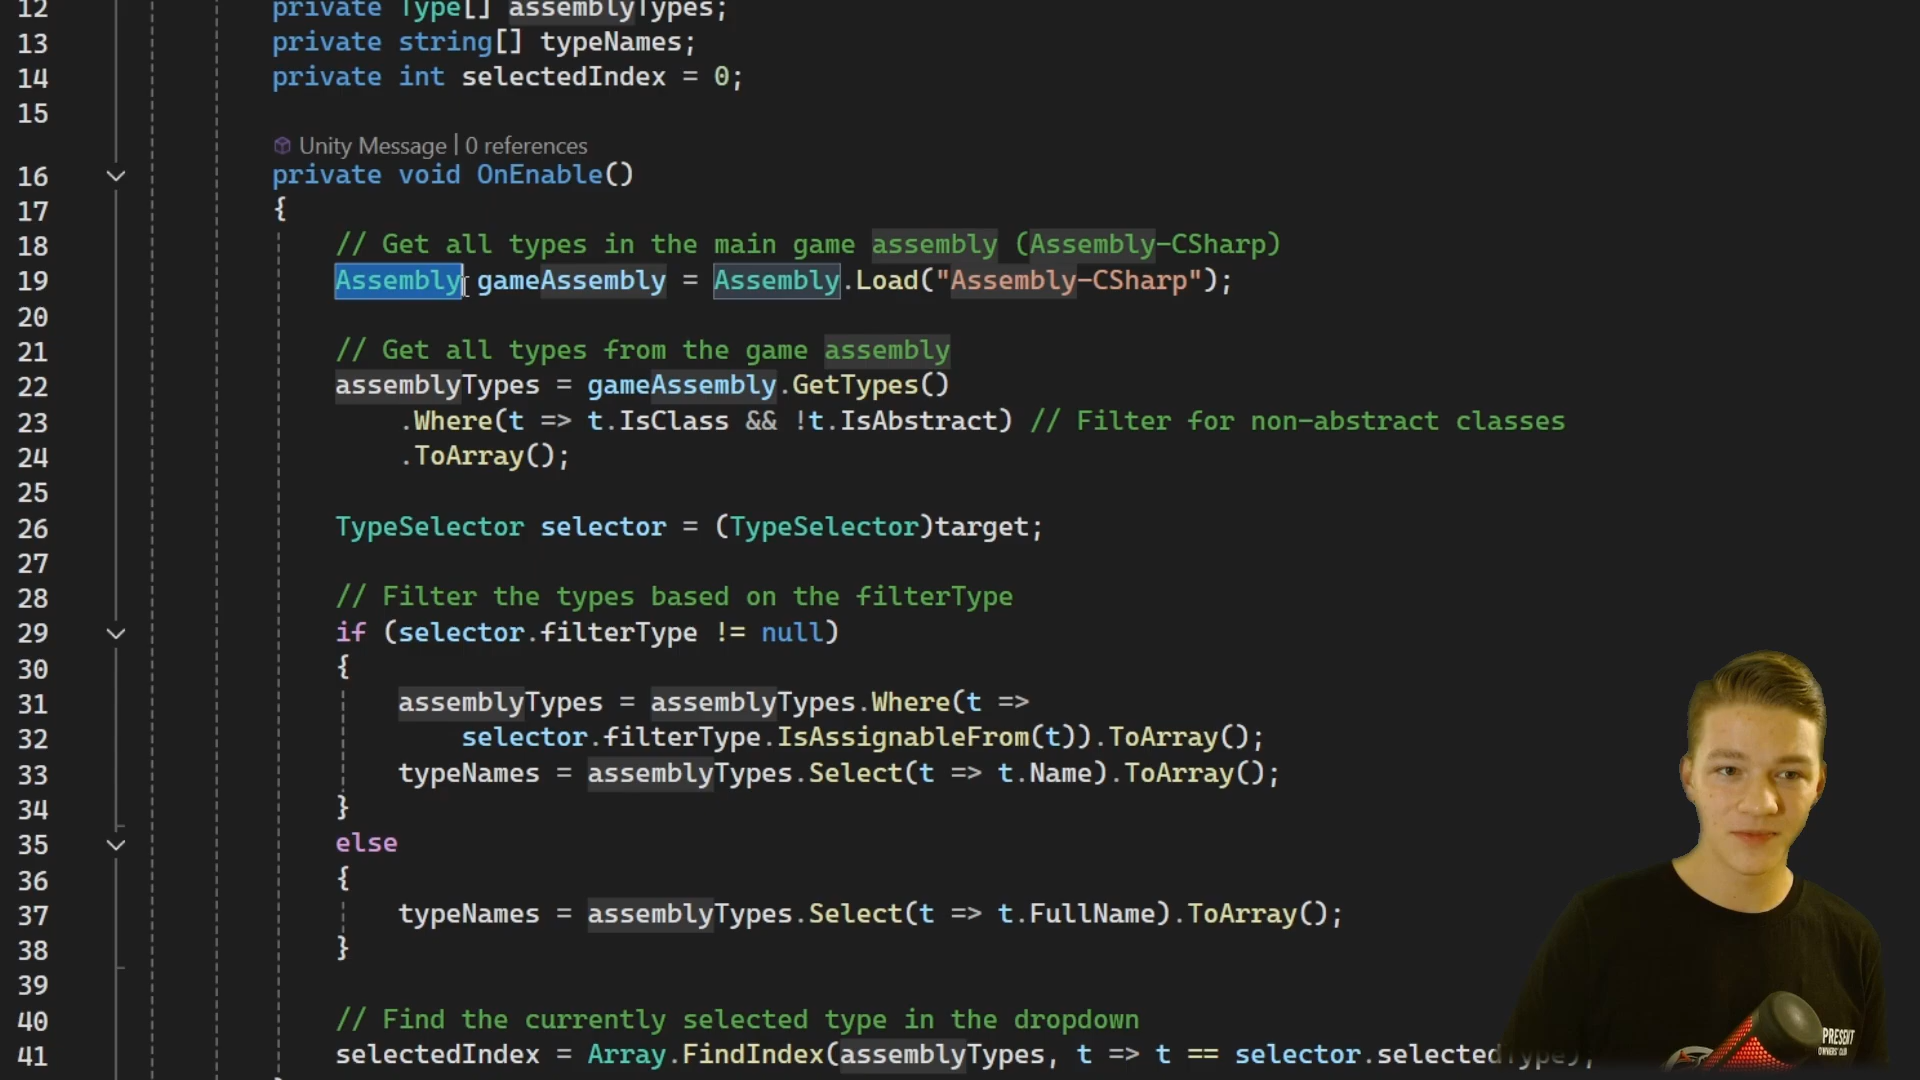 12 private Type[] assemblyTypes;
13 private string[] typeNames;
14 private int selectedIndex = 0;
15
Unity Message | 0 references
16 private void OnEnable()
17 {
18 // Get all types in the main game assembly (Assembly-CSharp)
19 Assembly gameAssembly = Assembly.Load("Assembly-CSharp");
20
21 // Get all types from the game assembly
22 assemblyTypes = gameAssembly.GetTypes()
23 .Where(t => t.IsClass && !t.IsAbstract) // Filter for non-abstract classes
24 .ToArray();
25
26 TypeSelector selector = (TypeSelector)target;
27
28 // Filter the types based on the filterType
29 if (selector.filterType != null)
30 {
31 assemblyTypes = assemblyTypes.Where(t =>
32 selector.filterType.IsAssignableFrom(t)).ToArray();
33 typeNames = assemblyTypes.Select(t => t.Name).ToArray();
34 }
35 else
36 {
37 typeNames = assemblyTypes.Select(t => t.FullName).ToArray();
38 }
39
40 // Find the currently selected type in the dropdown
41 selectedIndex = Array.FindIndex(assemblyTypes, t => t == selector.selectedType);
PRESENT
OWNERS' CLUB